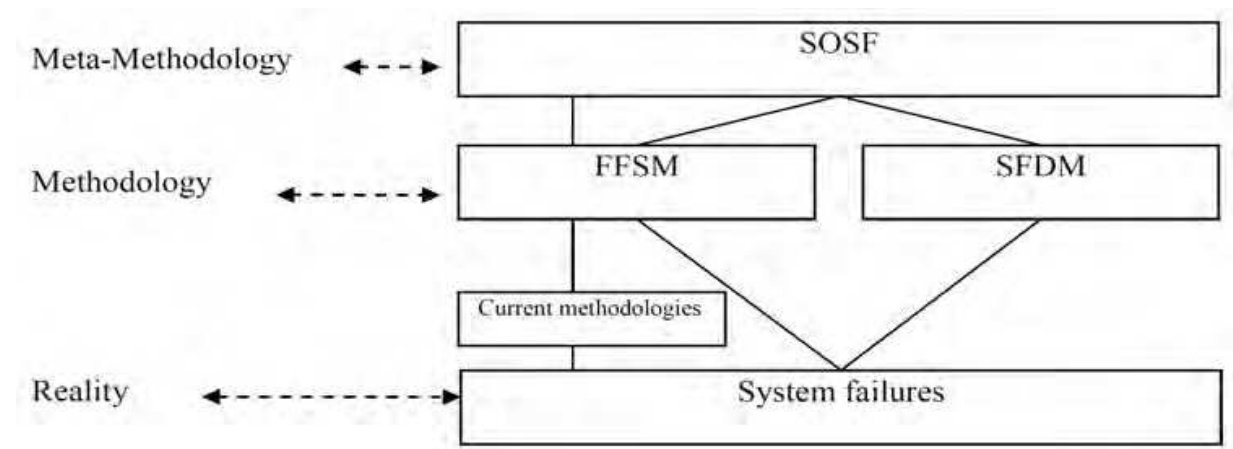 SOSF
Meta-Methodology
FFSM
SFDM
Methodology
Current methodologies
Reality
System failures